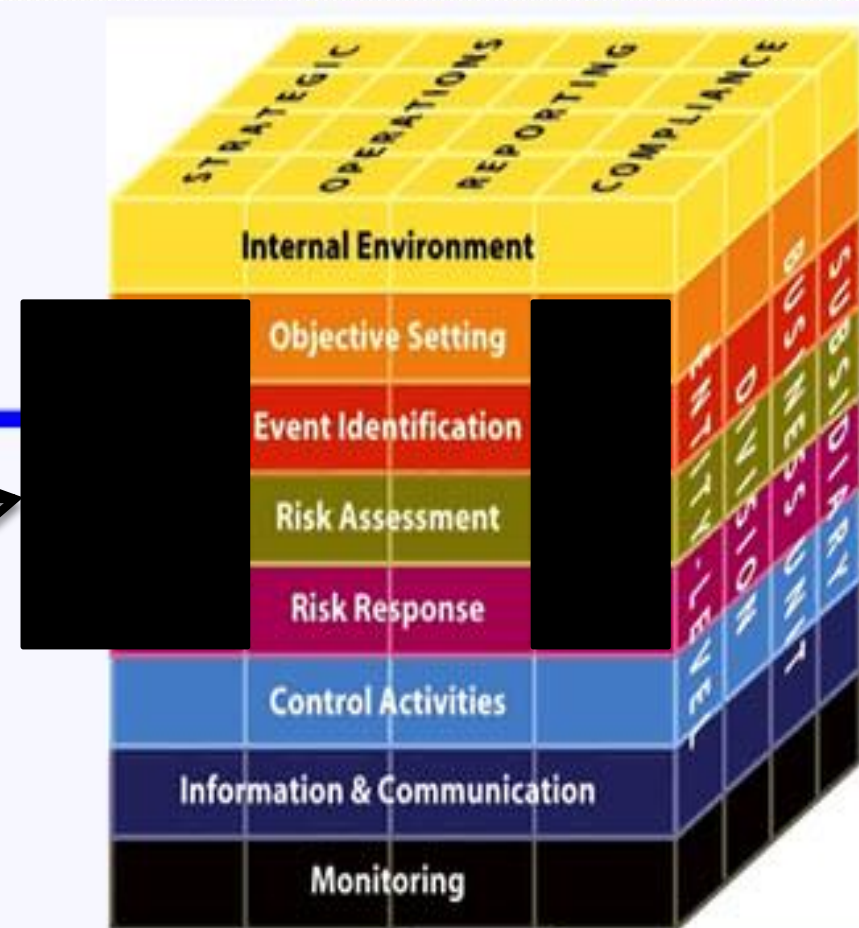 STRATEGIC
OPERATIONS
REPORTING
COMPLIANCE
Internal Environment
Objective Setting
Event Identification
Risk Assessment
Risk Response
Control Activities
Information & Communication
Monitoring
ENTITY-LEVEL
DIVISION
BUSINESS UNIT
SUBSIDIARY